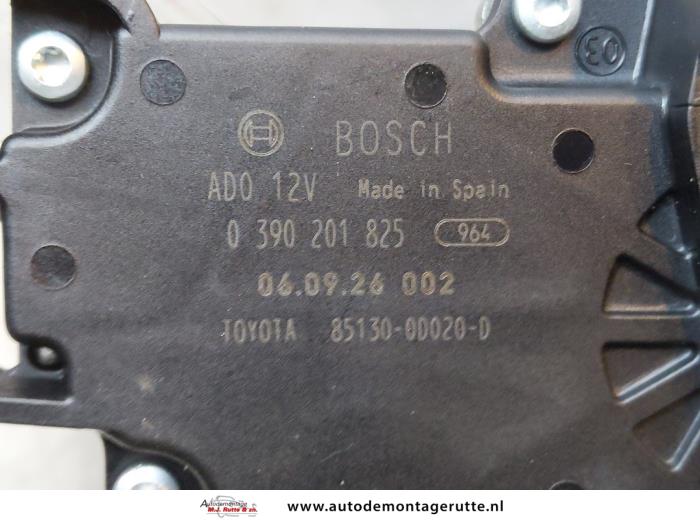 03
BOSCH
ADO 12V Made in Spain
0 390 201 825 964
06.09.26 002
TOYOTA 85130-0D020-D
Autodemontage
M.J. Rutte & zn.
www.autodemontagerutte.nl